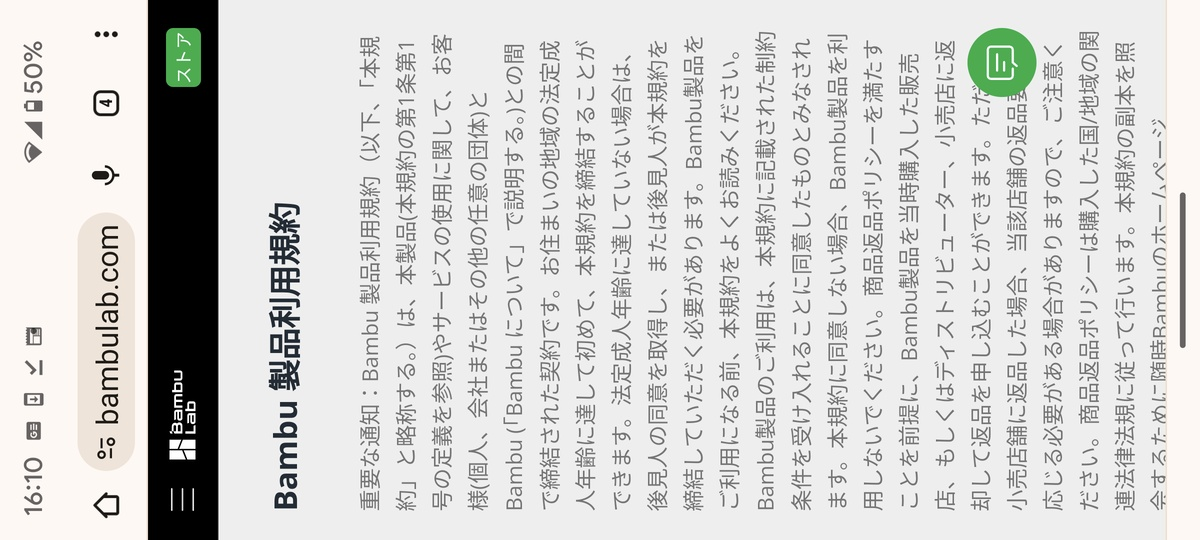 16:10
50%
bambulab.com
4
Bambu
Lab
ストア
Bambu 製品利用規約
重要な通知：Bambu 製品利用規約（以下、「本規
約」と略称する。）は、本製品(本規約の第1条第1
号の定義を参照)やサービスの使用に関して、お客
様(個人、会社またはその他の任意の団体)と
Bambu (「Bambu について」で説明する。)との間
で締結された契約です。お住まいの地域の法定成
人年齢に達して初めて、本規約を締結することが
できます。法定成人年齢に達していない場合は、
後見人の同意を取得し、または後見人が本規約を
締結していただく必要があります。Bambu製品を
ご利用になる前、本規約をよくお読みください。
Bambu製品のご利用は、本規約に記載された制約
条件を受け入れることに同意したものとみなされ
ます。本規約に同意しない場合、Bambu製品を利
用しないでください。商品返品ポリシーを満たす
ことを前提に、Bambu製品を当時購入した販売
店、もしくはディストリビューター、小売店に返
却して返品を申し込むことができます。ただ
小売店舗に返品した場合、当該店舗の返品要
応じる必要がある場合がありますので、ご注意く
ださい。商品返品ポリシーは購入した国/地域の関
連法律法規に従って行います。本規約の副本を照
会するために随時Bambuのホームページ